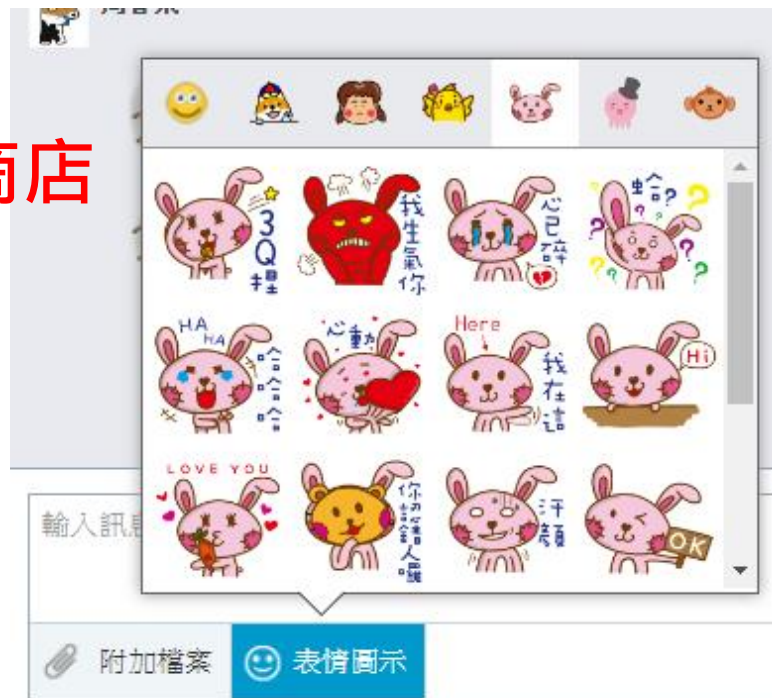 商店
3Q捏
我生氣你
心已碎
蛤?
HA HA
哈哈哈
心動
Here
我在這
Hi
LOVE YOU
你認錯人囉
汗顏
OK
輸入訊息
附加檔案
表情圖示